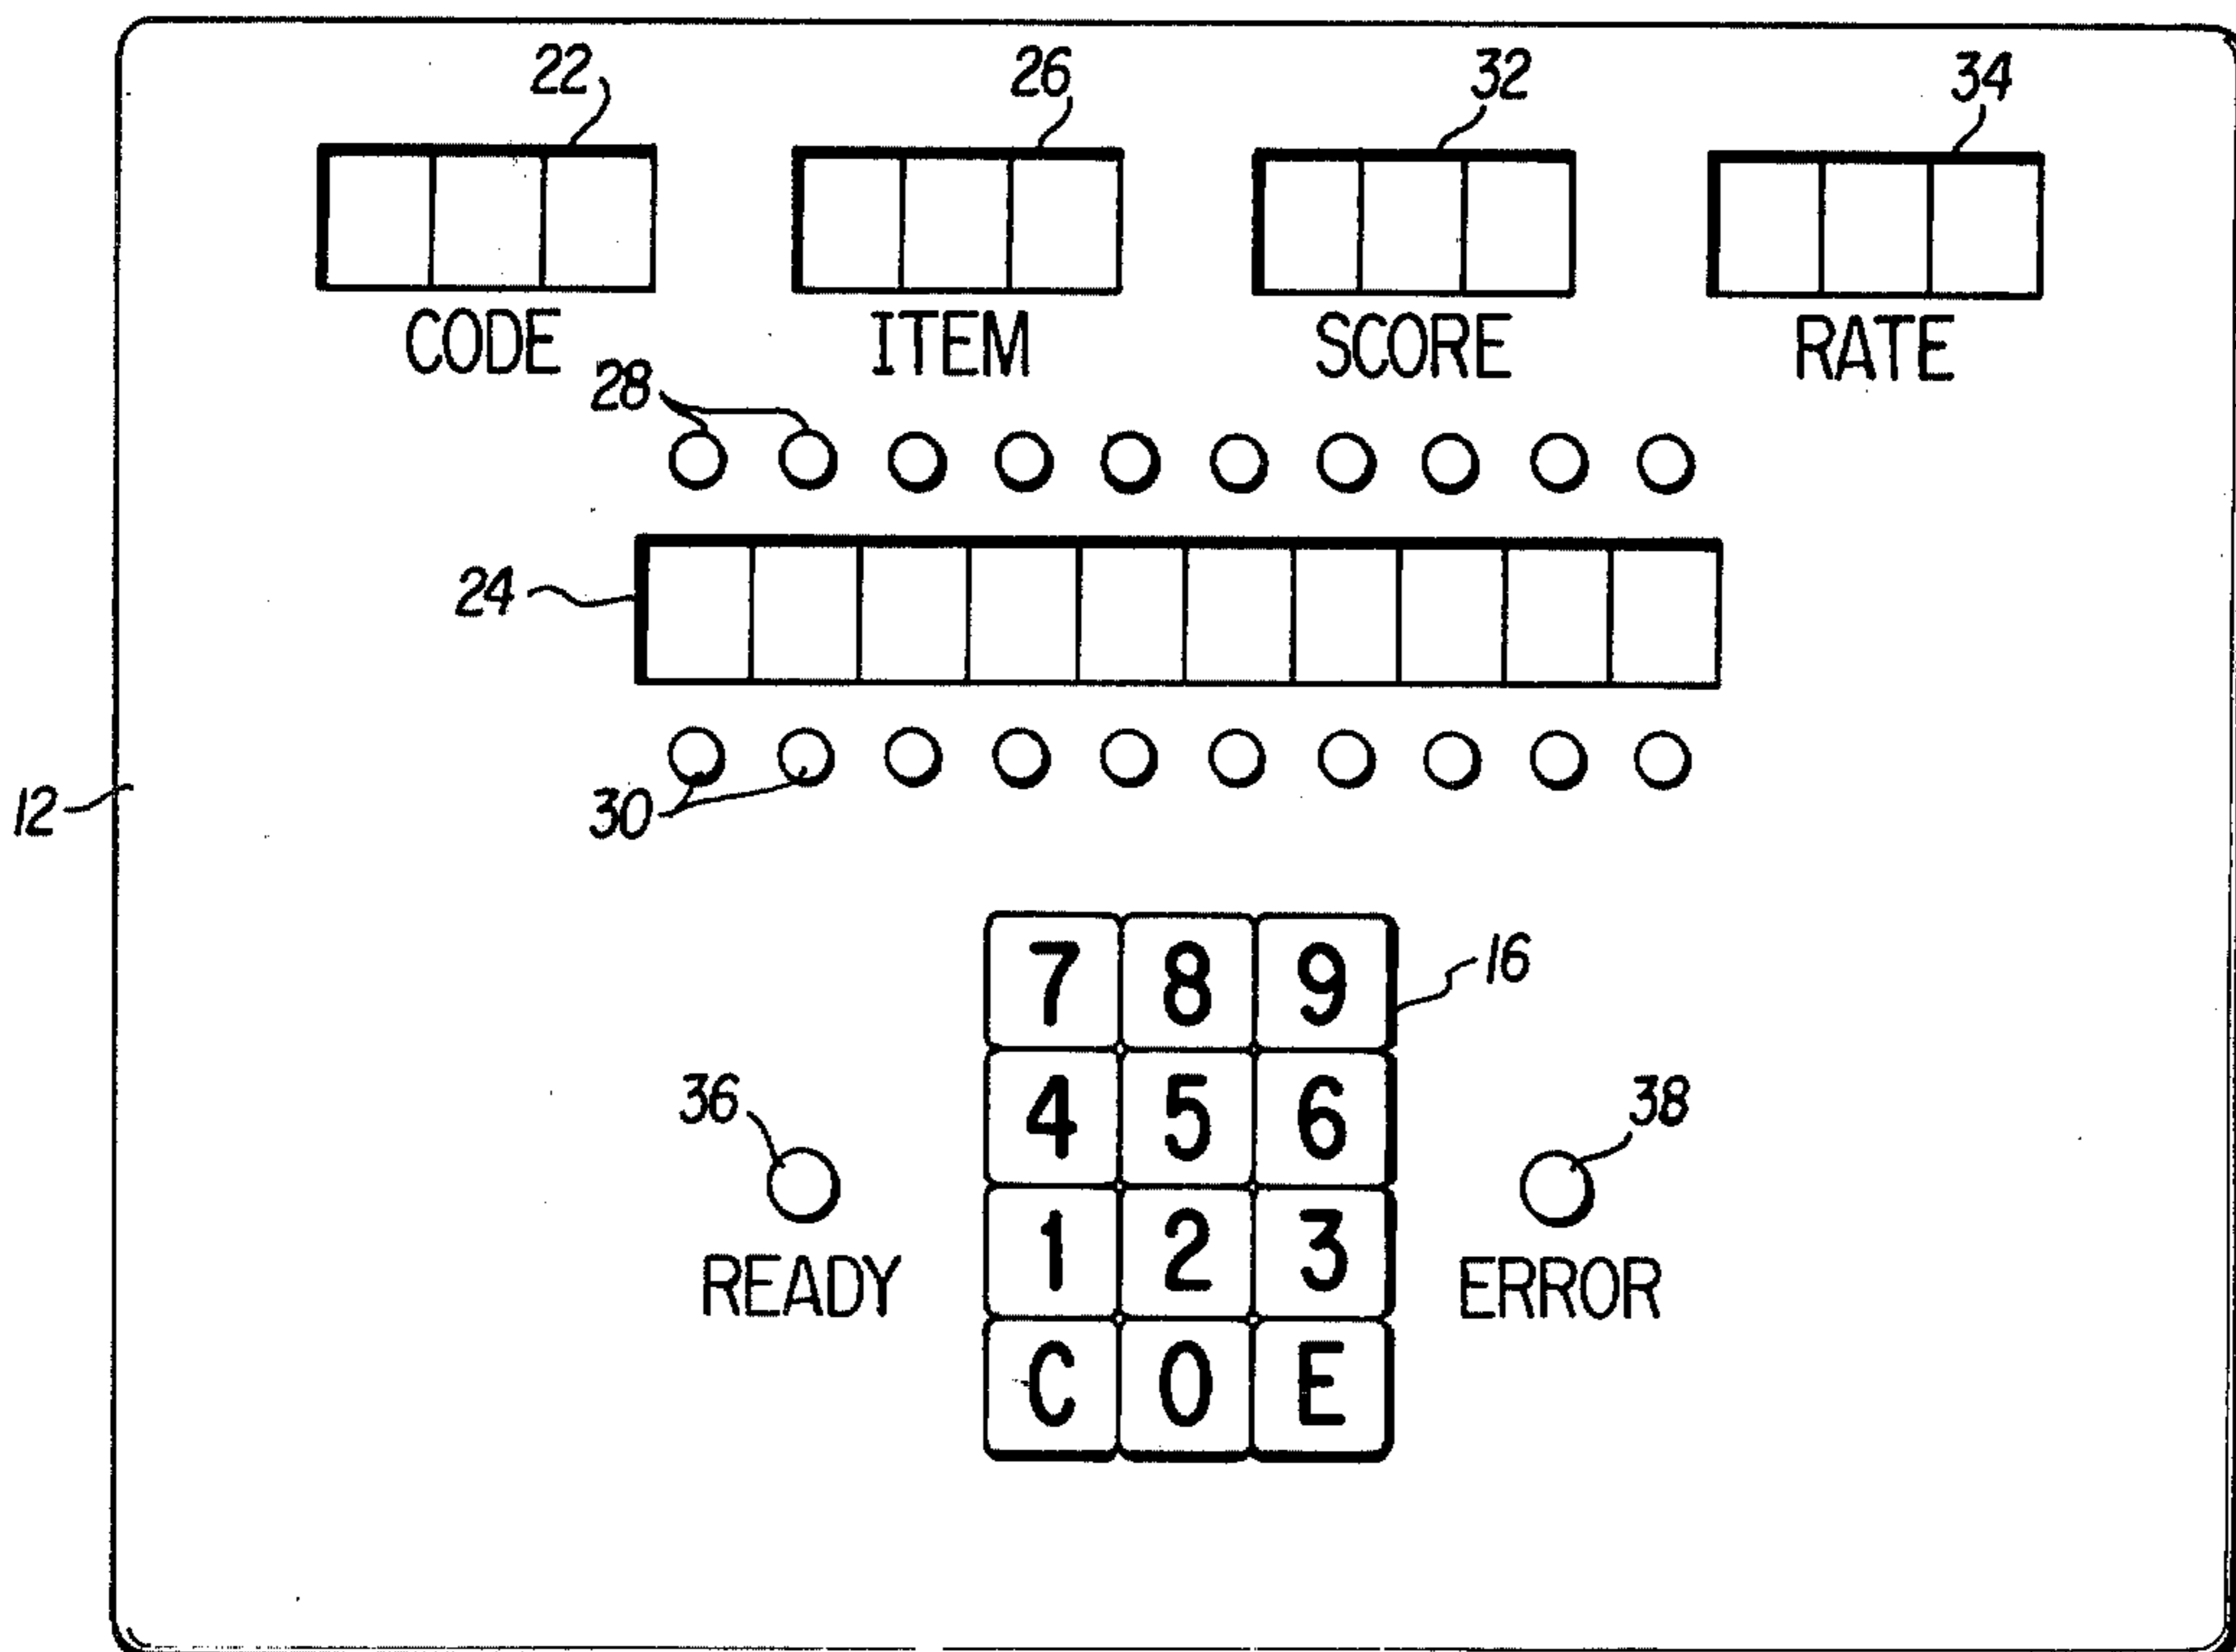 22 26 32 34
CODE ITEM SCORE RATE
28
24
12
30
7 8 9
16
4 5 6
36 38
1 2 3
READY ERROR
C 0 E